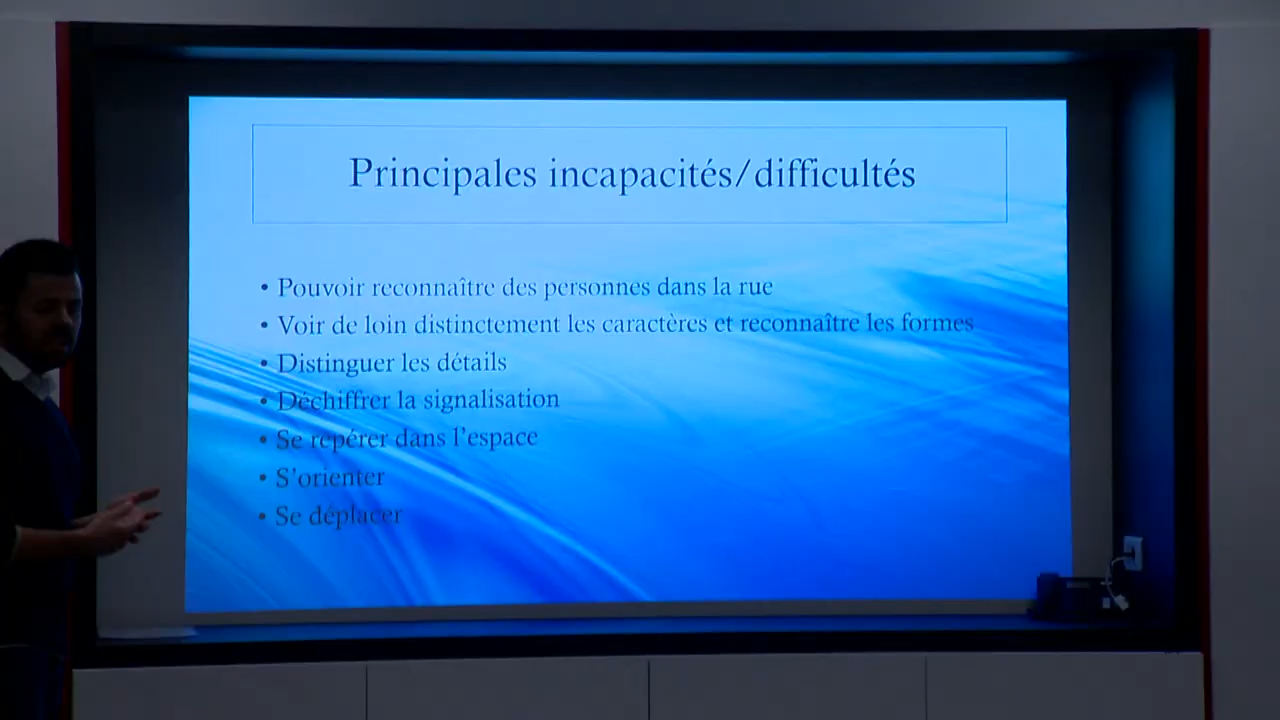 Principales incapacités/difficultés
• Pouvoir reconnaître des personnes dans la rue
• Voir de loin distinctement les caractères et reconnaître les formes
• Distinguer les détails
• Déchiffrer la signalisation
• Se repérer dans l'espace
• S'orienter
• Se déplacer